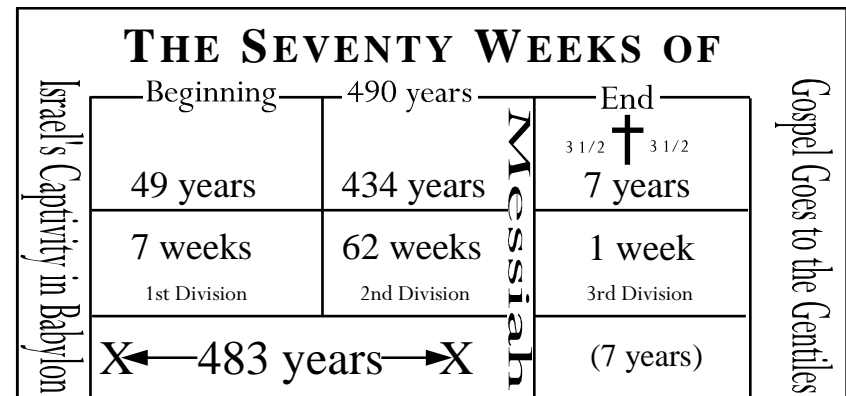 THE SEVENTY WEEKS OF
Israel's Captivity in Babylon
Beginning 490 years End
3 1/2 3 1/2
49 years 434 years 7 years
7 weeks 62 weeks 1 week
1st Division 2nd Division 3rd Division
X 483 years X (7 years)
Messiah
Gospel Goes to the Gentiles